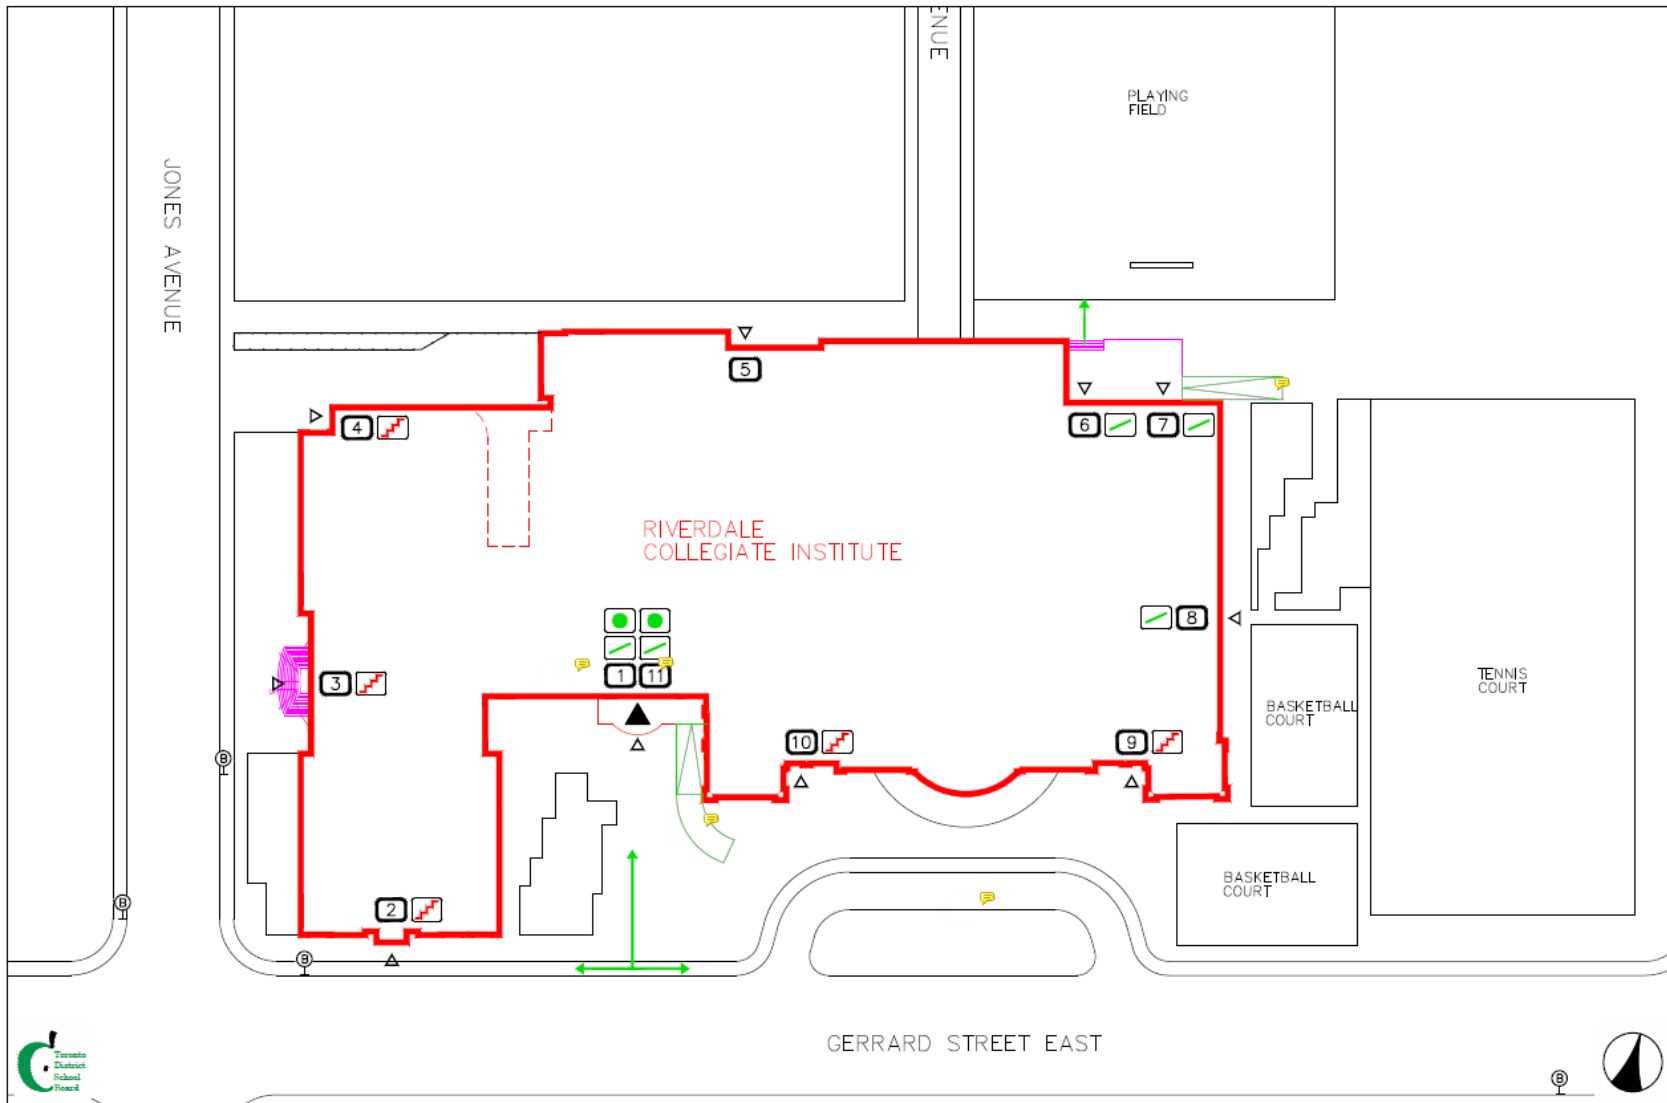 ENUE
PLAYING
FIELD
JONES AVENUE
5
4
6
7
RIVERDALE
COLLEGIATE INSTITUTE
8
1
11
3
TENNIS
COURT
BASKETBALL
COURT
10
9
B
BASKETBALL
COURT
B
2
B
GERRARD STREET EAST
Toronto
District
School
Board
B